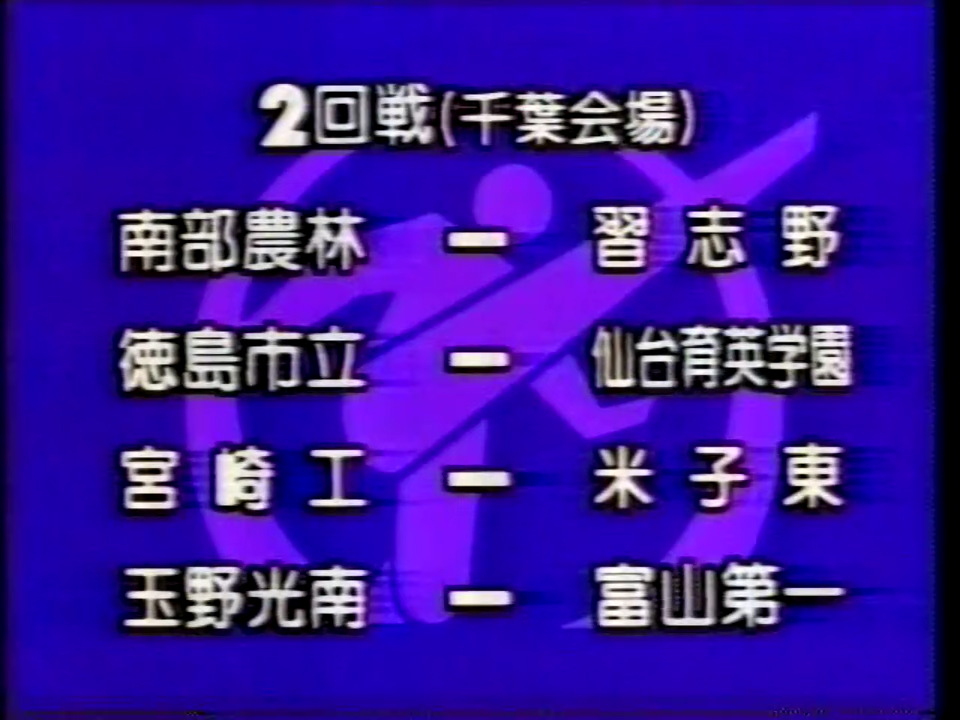 2回戦(千葉会場)
南部農林 ー 習志野
徳島市立 ー 仙台育英学園
宮崎工 ー 米子東
玉野光南 ー 富山第一